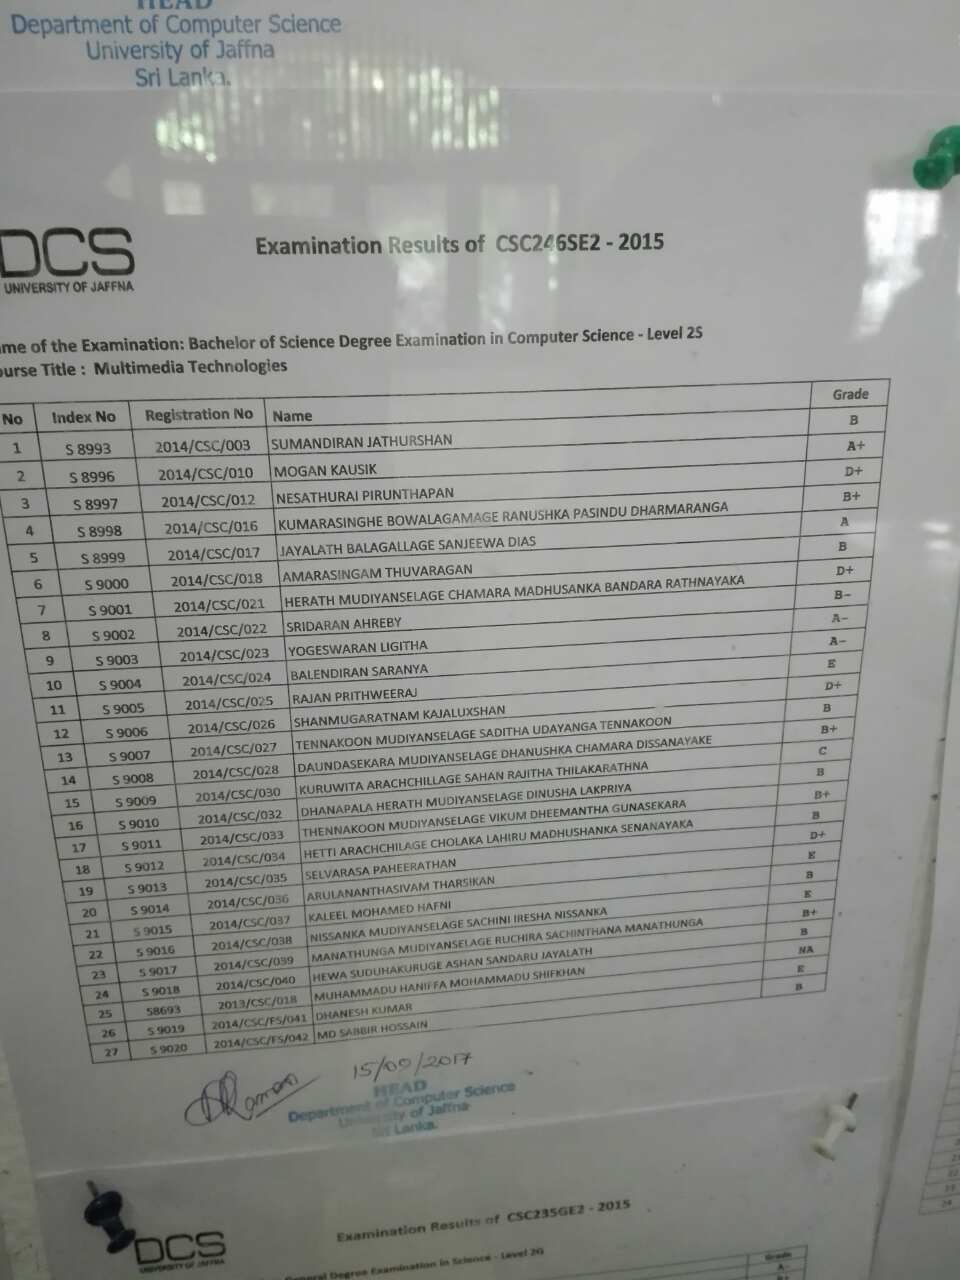 HEAD
Department of Computer Science
University of Jaffna
Sri Lanka.
DCS
UNIVERSITY OF JAFFNA
Examination Results of CSC246SE2 - 2015
me of the Examination: Bachelor of Science Degree Examination in Computer Science - Level 2S
ourse Title : Multimedia Technologies
No Index No Registration No Name Grade
1 S 8993 2014/CSC/003 SUMANDIRAN JATHURSHAN B
2 S 8996 2014/CSC/010 MOGAN KAUSIK A+
3 S 8997 2014/CSC/012 NESATHURAI PIRUNTHAPAN D+
4 S 8998 2014/CSC/016 KUMARASINGHE BOWALAGAMAGE RANUSHKA PASINDU DHARMARANGA B+
5 S 8999 2014/CSC/017 JAYALATH BALAGALLAGE SANJEEWA DIAS A
6 S 9000 2014/CSC/018 AMARASINGAM THUVARAGAN B
7 S 9001 2014/CSC/021 HERATH MUDIYANSELAGE CHAMARA MADHUSANKA BANDARA RATHNAYAKA D+
8 S 9002 2014/CSC/022 SRIDARAN AHREBY B-
9 S 9003 2014/CSC/023 YOGESWARAN LIGITHA A-
10 S 9004 2014/CSC/024 BALENDIRAN SARANYA A-
11 S 9005 2014/CSC/025 RAJAN PRITHWEERAJ E
12 S 9006 2014/CSC/026 SHANMUGARATNAM KAJALUXSHAN D+
13 S 9007 2014/CSC/027 TENNAKOON MUDIYANSELAGE SADITHA UDAYANGA TENNAKOON B
14 S 9008 2014/CSC/028 DAUNDASEKARA MUDIYANSELAGE DHANUSHKA CHAMARA DISSANAYAKE B+
15 S 9009 2014/CSC/030 KURUWITA ARACHCHILLAGE SAHAN RAJITHA THILAKARATHNA C
16 S 9010 2014/CSC/032 DHANAPALA HERATH MUDIYANSELAGE DINUSHA LAKPRIYA B
17 S 9011 2014/CSC/033 THENNAKOON MUDIYANSELAGE VIKUM DHEEMANTHA GUNASEKARA B+
18 S 9012 2014/CSC/034 HETTI ARACHCHILAGE CHOLAKA LAHIRU MADHUSHANKA SENANAYAKA B
19 S 9013 2014/CSC/035 SELVARASA PAHEERATHAN D+
20 S 9014 2014/CSC/036 ARULANANTHASIVAM THARSIKAN E
21 S 9015 2014/CSC/037 KALEEL MOHAMED HAFNI B
22 S 9016 2014/CSC/038 NISSANKA MUDIYANSELAGE SACHINI IRESHA NISSANKA E
23 S 9017 2014/CSC/039 MANATHUNGA MUDIYANSELAGE RUCHIRA SACHINTHANA MANATHUNGA B+
24 S 9018 2014/CSC/040 HEWA SUDUHAKURUGE ASHAN SANDARU JAYALATH B
25 S8693 2013/CSC/018 MUHAMMADU HANIFFA MOHAMMADU SHIFKHAN NA
26 S 9019 2014/CSC/FS/041 DHANESH KUMAR E
27 S 9020 2014/CSC/FS/042 MD SABBIR HOSSAIN B
15/09/2017
HEAD
Department of Computer Science
University of Jaffna
Sri Lanka.
DCS
UNIVERSITY OF JAFFNA
Examination Results of CSC235GE2 - 2015
General Degree Examination in Science - Level 2G
Grade
A-